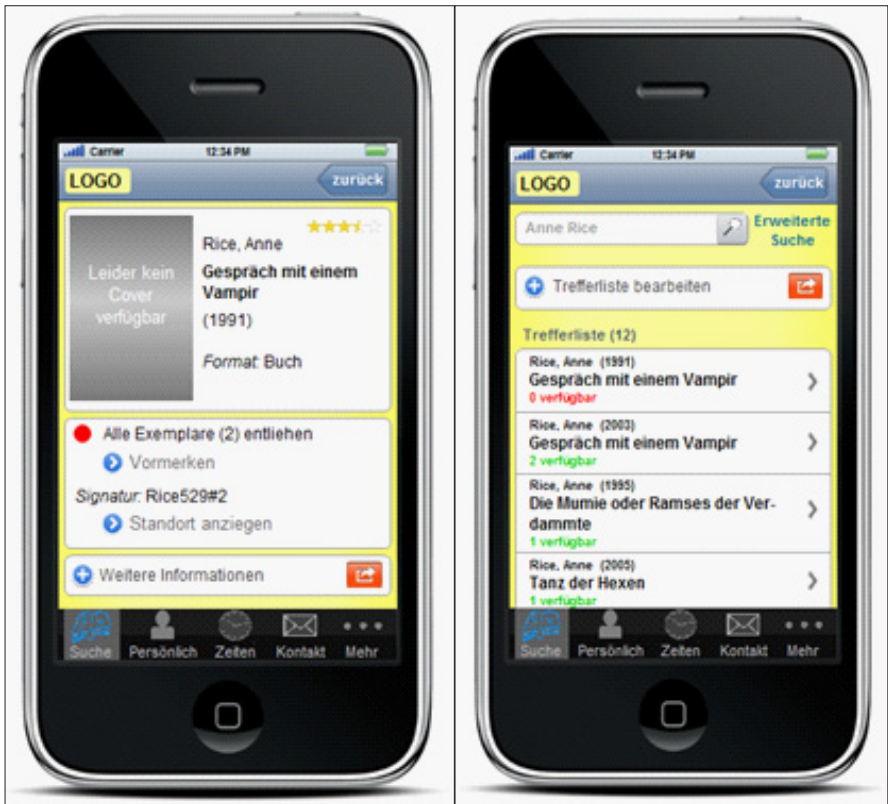 Carrier 12:34 PM
LOGO zurück
Rice, Anne
Leider kein
Cover
verfügbar
Gespräch mit einem
Vampir
(1991)
Format: Buch
Alle Exemplare (2) entliehen
Vormerken
Signatur: Rice529#2
Standort anziegen
Weitere Informationen
Suche Persönlich Zeiten Kontakt Mehr
Carrier 12:34 PM
LOGO zurück
Anne Rice
Erweiterte
Suche
Trefferliste bearbeiten
Trefferliste (12)
Rice, Anne (1991)
Gespräch mit einem Vampir
0 verfügbar
Rice, Anne (2003)
Gespräch mit einem Vampir
2 verfügbar
Rice, Anne (1995)
Die Mumie oder Ramses der Ver-
dammte
1 verfügbar
Rice, Anne (2005)
Tanz der Hexen
1 verfügbar
Suche Persönlich Zeiten Kontakt Mehr